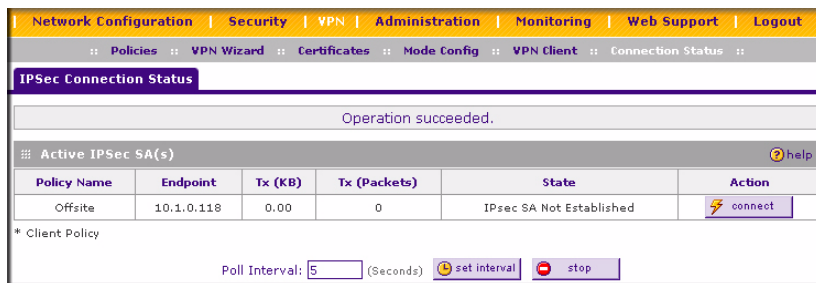 Network Configuration | Security | VPN | Administration | Monitoring | Web Support | Logout
:: Policies :: VPN Wizard :: Certificates :: Mode Config :: VPN Client :: Connection Status ::
IPSec Connection Status
Operation succeeded.
Active IPSec SA(s) help
Policy Name Endpoint Tx (KB) Tx (Packets) State Action
Offsite 10.1.0.118 0.00 0 IPsec SA Not Established connect
* Client Policy
Poll Interval: 5 (Seconds) set interval stop